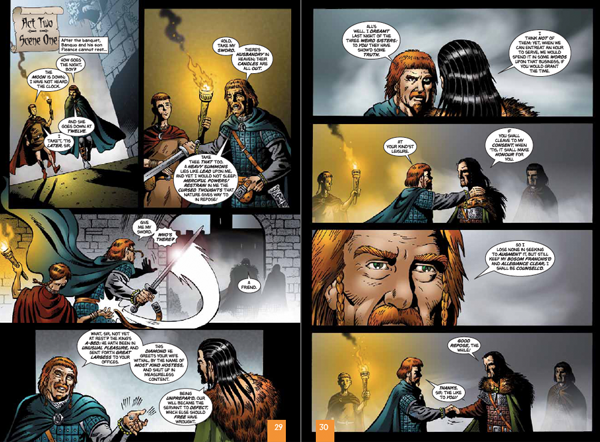 Act Two
Scene One
After the banquet,
Banquo and his son
Fleance cannot rest...
HOW GOES
THE NIGHT,
BOY?
THE
MOON IS DOWN;
I HAVE NOT HEARD
THE CLOCK.
AND SHE
GOES DOWN AT
TWELVE.
I TAKE'T, 'TIS
LATER, SIR.
HOLD,
TAKE MY
SWORD.
THERE'S
HUSBANDRY IN
HEAVEN; THEIR
CANDLES ARE
ALL OUT.
TAKE
THEE THAT TOO.
A HEAVY SUMMONS
LIES LIKE LEAD UPON ME,
AND YET I WOULD NOT SLEEP:
MERCIFUL POWERS!
RESTRAIN IN ME THE
CURSED THOUGHTS THAT
NATURE GIVES WAY TO
IN REPOSE!
GIVE
ME MY
SWORD.
WHO'S
THERE?
A
FRIEND.
WHAT, SIR, NOT YET
AT REST? THE KING'S
A-BED: HE HATH BEEN IN
UNUSUAL PLEASURE, AND
SENT FORTH GREAT
LARGESS TO YOUR
OFFICES.
THIS
DIAMOND HE
GREETS YOUR WIFE
WITHAL, BY THE NAME OF
MOST KIND HOSTESS,
AND SHUT UP IN
MEASURELESS
CONTENT.
BEING
UNPREPAR'D, OUR
WILL BECAME THE
SERVANT TO DEFECT,
WHICH ELSE SHOULD
FREE HAVE
WROUGHT.
29
ALL'S
WELL. I DREAMT
LAST NIGHT OF THE
THREE WEIRD SISTERS:
TO YOU THEY HAVE
SHOW'D SOME
TRUTH.
I
THINK NOT OF
THEM: YET, WHEN WE
CAN ENTREAT AN HOUR
TO SERVE, WE WOULD
SPEND IT IN SOME WORDS
UPON THAT BUSINESS, IF
YOU WOULD GRANT
THE TIME.
AT
YOUR KIND'ST
LEISURE.
IF
YOU SHALL
CLEAVE TO MY
CONSENT, WHEN
'TIS, IT SHALL MAKE
HONOUR FOR
YOU.
SO I
LOSE NONE IN SEEKING
TO AUGMENT IT, BUT STILL
KEEP MY BOSOM FRANCHIS'D
AND ALLEGIANCE CLEAR, I
SHALL BE COUNSELL'D.
GOOD
REPOSE, THE
WHILE!
THANKS,
SIR: THE LIKE
TO YOU!
30